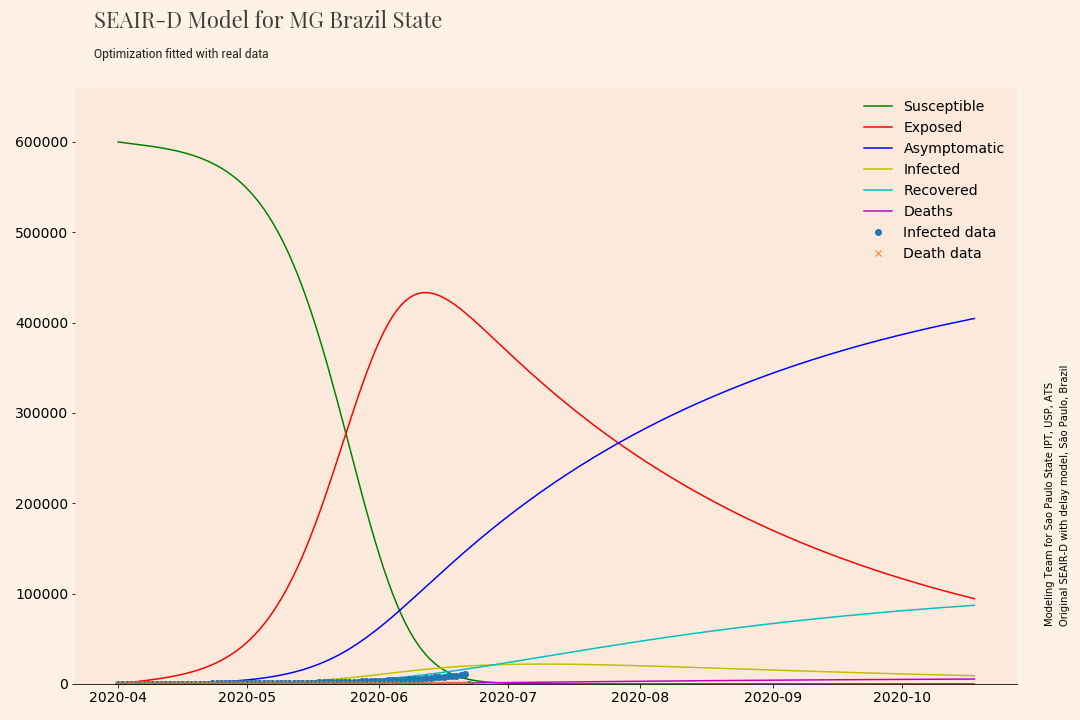 SEAIR-D Model for MG Brazil State
Optimization fitted with real data
Susceptible
Exposed
Asymptomatic
Infected
Recovered
Deaths
Infected data
Death data
600000
500000
400000
300000
200000
100000
0
2020-04
2020-05
2020-06
2020-07
2020-08
2020-09
2020-10
Modeling Team for Sao Paulo State IPT, USP, ATS
Original SEAIR-D with delay model, São Paulo, Brazil